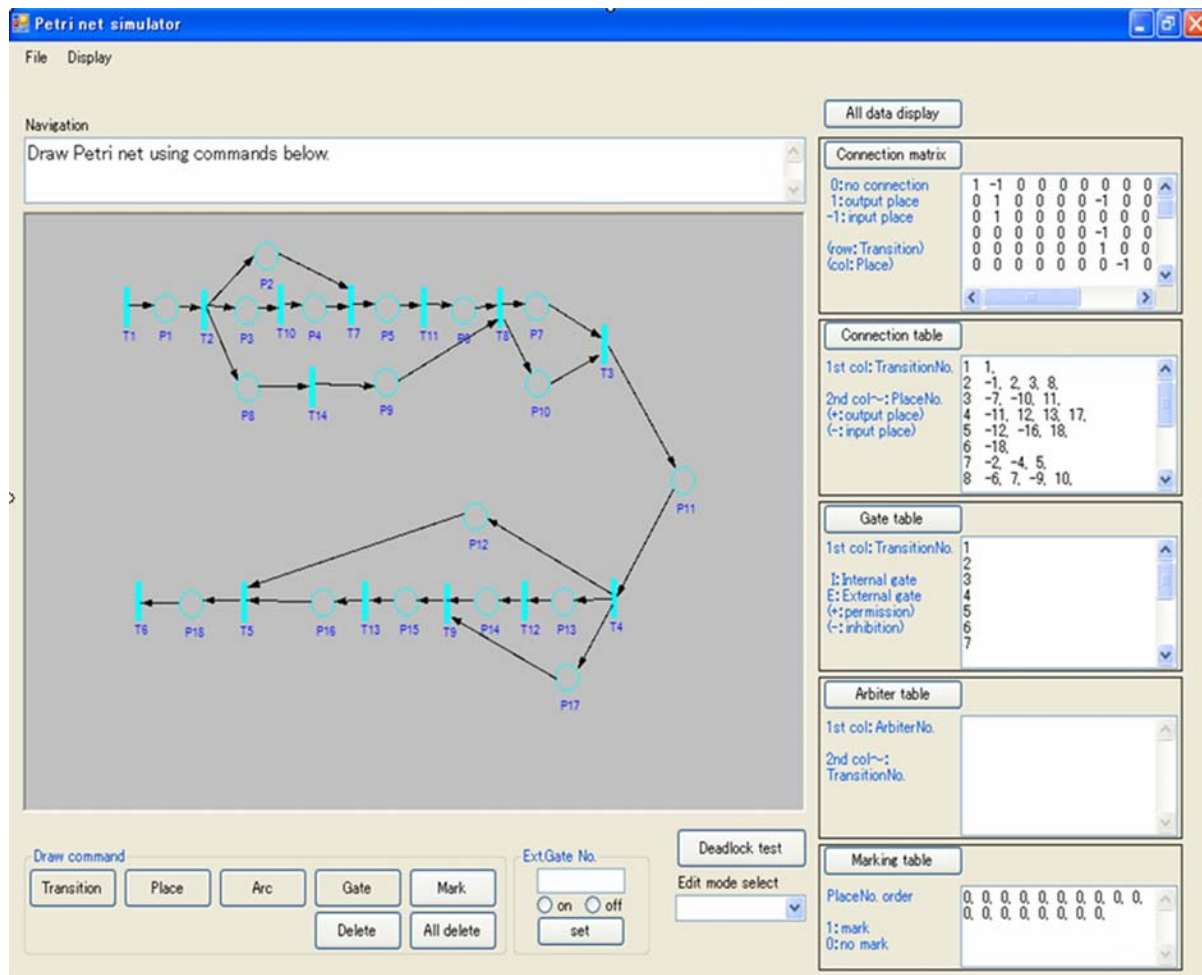 Petri net simulator
File Display
Navigation
Draw Petri net using commands below.
P2
T1 P1 T2 P3 T10 P4 T7 P5 T11 P6 T8 P7
T3
P8 T14 P9 P10
P11
P12
T6 P18 T5 P16 T13 P15 T9 P14 T12 P13 T4
P17
Draw command
Transition Place Arc Gate Mark
Delete All delete
Ext.Gate No.
on off
set
Deadlock test
Edit mode select
All data display
Connection matrix
0:no connection
1:output place
-1:input place
(row:Transition)
(col:Place)
1 -1 0 0 0 0 0 0 0
0 1 0 0 0 0 -1 0 0
0 1 0 0 0 0 0 0 0
0 0 0 0 0 0 -1 0 0
0 0 0 0 0 0 1 0 0
0 0 0 0 0 0 0 -1 0
Connection table
1st col:TransitionNo.
2nd col~:PlaceNo.
(+:output place)
(-:input place)
1 1,
2 -1, 2, 3, 8,
3 -7, -10, 11,
4 -11, 12, 13, 17,
5 -12, -16, 18,
6 -18,
7 -2, -4, 5,
8 -6, 7, -9, 10,
Gate table
1st col:TransitionNo.
I:Internal gate
E:External gate
(+:permission)
(-:inhibition)
1
2
3
4
5
6
7
Arbiter table
1st col:ArbiterNo.
2nd col~:
TransitionNo.
Marking table
PlaceNo. order
1:mark
0:no mark
0, 0, 0, 0, 0, 0, 0, 0, 0, 0,
0, 0, 0, 0, 0, 0, 0, 0,